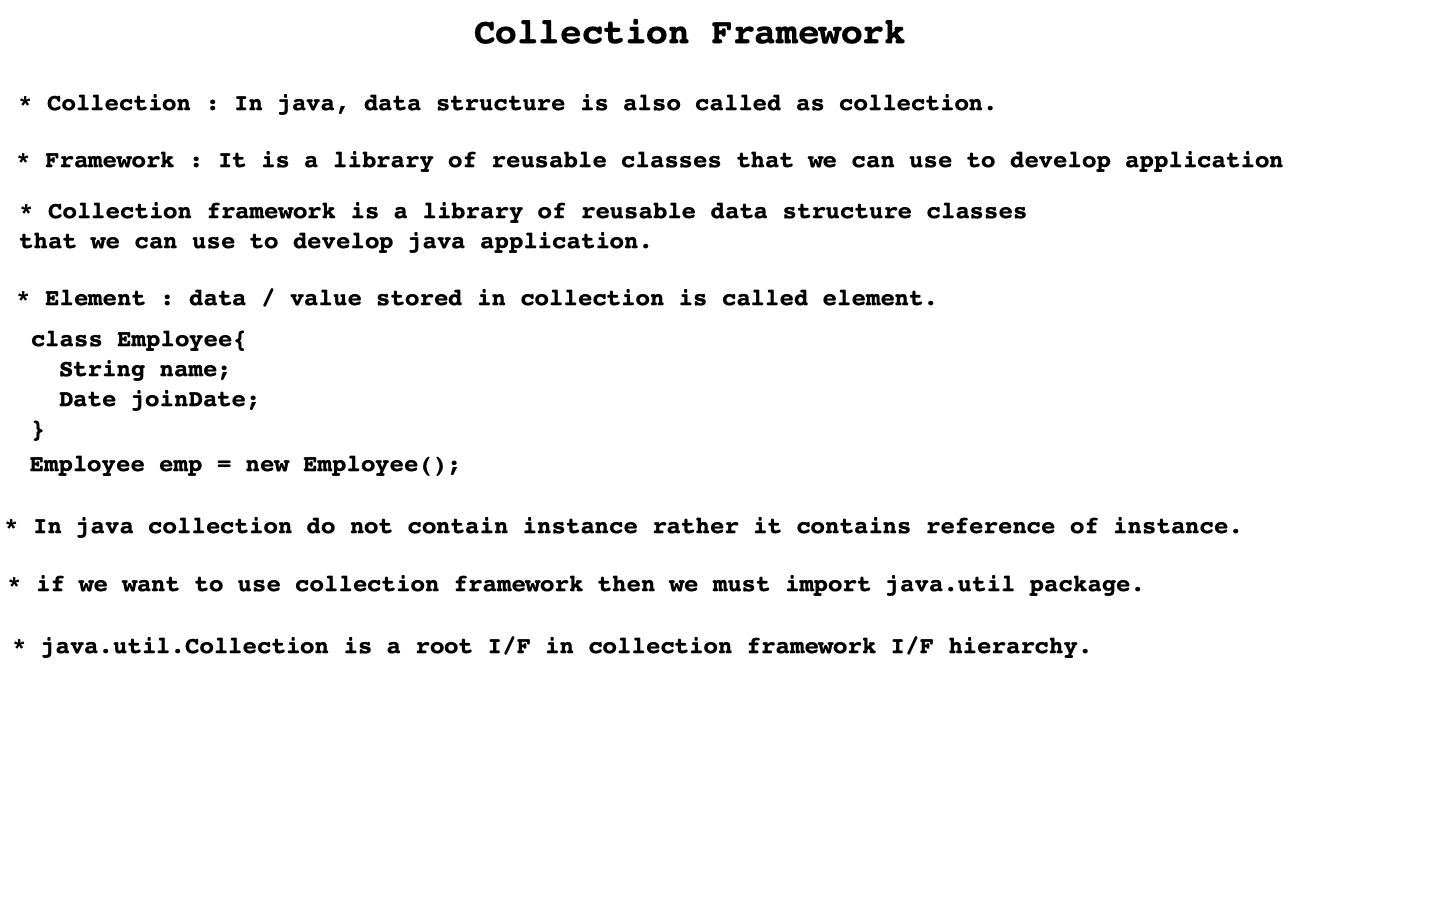 Collection Framework
* Collection : In java, data structure is also called as collection.
* Framework : It is a library of reusable classes that we can use to develop application
* Collection framework is a library of reusable data structure classes
that we can use to develop java application.
* Element : data / value stored in collection is called element.
class Employee{
String name;
Date joinDate;
}
Employee emp = new Employee();
* In java collection do not contain instance rather it contains reference of instance.
* if we want to use collection framework then we must import java.util package.
* java.util.Collection is a root I/F in collection framework I/F hierarchy.